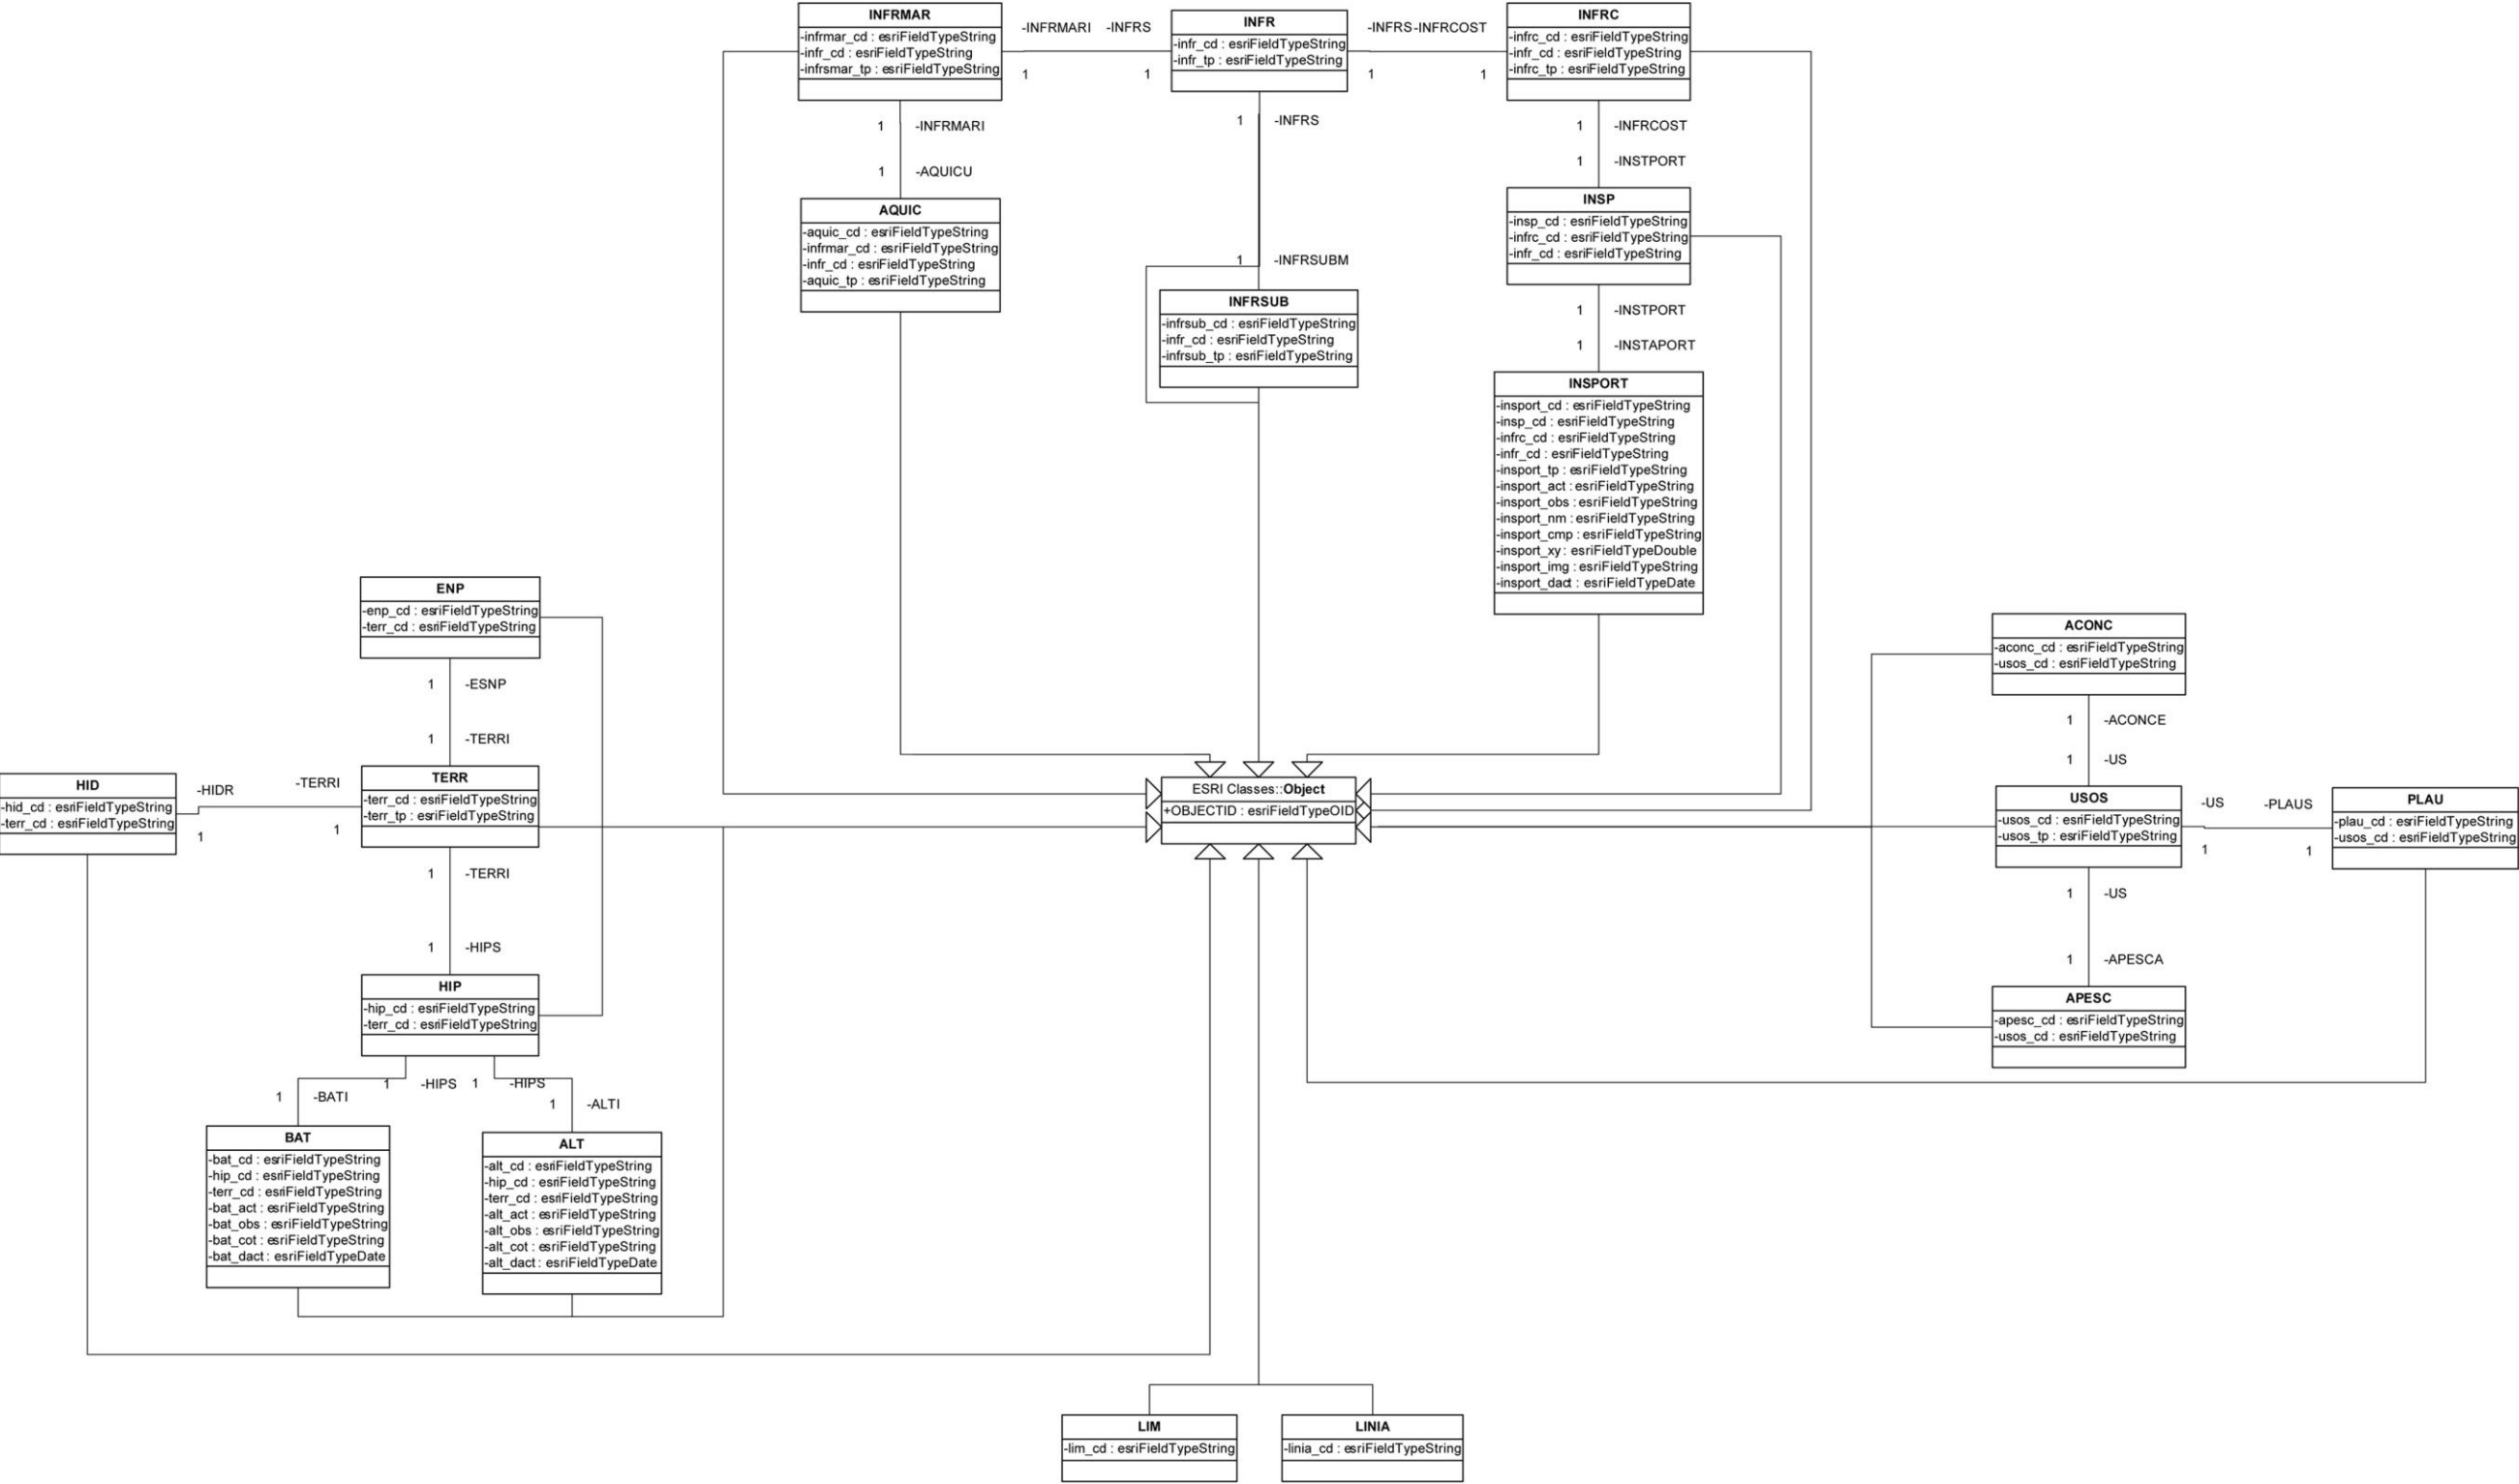 INFRMAR
-infrmar_cd : esriFieldTypeString
-infr_cd : esriFieldTypeString
-infrsmar_tp : esriFieldTypeString
-INFRMARI
-INFRS
1
1
INFR
-infr_cd : esriFieldTypeString
-infr_tp : esriFieldTypeString
-INFRS
-INFRCOST
1
1
INFRC
-infrc_cd : esriFieldTypeString
-infr_cd : esriFieldTypeString
-infrc_tp : esriFieldTypeString
1
-INFRMARI
1
-AQUICU
1
-INFRS
1
-INFRSUBM
1
-INFRCOST
1
-INSTPORT
AQUIC
-aquic_cd : esriFieldTypeString
-infrmar_cd : esriFieldTypeString
-infr_cd : esriFieldTypeString
-aquic_tp : esriFieldTypeString
INFRSUB
-infrsub_cd : esriFieldTypeString
-infr_cd : esriFieldTypeString
-infrsub_tp : esriFieldTypeString
INSP
-insp_cd : esriFieldTypeString
-infrc_cd : esriFieldTypeString
-infr_cd : esriFieldTypeString
1
-INSTPORT
1
-INSTAPORT
INSPORT
-insport_cd : esriFieldTypeString
-insp_cd : esriFieldTypeString
-infrc_cd : esriFieldTypeString
-infr_cd : esriFieldTypeString
-insport_tp : esriFieldTypeString
-insport_act : esriFieldTypeString
-insport_obs : esriFieldTypeString
-insport_nm : esriFieldTypeString
-insport_cmp : esriFieldTypeString
-insport_xy : esriFieldTypeDouble
-insport_img : esriFieldTypeString
-insport_dact : esriFieldTypeDate
ENP
-enp_cd : esriFieldTypeString
-terr_cd : esriFieldTypeString
1
-ESNP
1
-TERRI
HID
-hid_cd : esriFieldTypeString
-terr_cd : esriFieldTypeString
-HIDR
-TERRI
1
1
TERR
-terr_cd : esriFieldTypeString
-terr_tp : esriFieldTypeString
1
-TERRI
1
-HIPS
HIP
-hip_cd : esriFieldTypeString
-terr_cd : esriFieldTypeString
1
-HIPS
1
-HIPS
1
-BATI
1
-ALTI
BAT
-bat_cd : esriFieldTypeString
-hip_cd : esriFieldTypeString
-terr_cd : esriFieldTypeString
-bat_act : esriFieldTypeString
-bat_obs : esriFieldTypeString
-bat_cot : esriFieldTypeString
-bat_dact : esriFieldTypeDate
ALT
-alt_cd : esriFieldTypeString
-hip_cd : esriFieldTypeString
-terr_cd : esriFieldTypeString
-alt_act : esriFieldTypeString
-alt_obs : esriFieldTypeString
-alt_cot : esriFieldTypeString
-alt_dact : esriFieldTypeDate
ESRI Classes::Object
+OBJECTID : esriFieldTypeOID
ACONC
-aconc_cd : esriFieldTypeString
-usos_cd : esriFieldTypeString
1
-ACONCE
1
-US
USOS
-usos_cd : esriFieldTypeString
-usos_tp : esriFieldTypeString
-US
-PLAUS
1
1
PLAU
-plau_cd : esriFieldTypeString
-usos_cd : esriFieldTypeString
1
-US
1
-APESCA
APESC
-apesc_cd : esriFieldTypeString
-usos_cd : esriFieldTypeString
LIM
-lim_cd : esriFieldTypeString
LINIA
-linia_cd : esriFieldTypeString